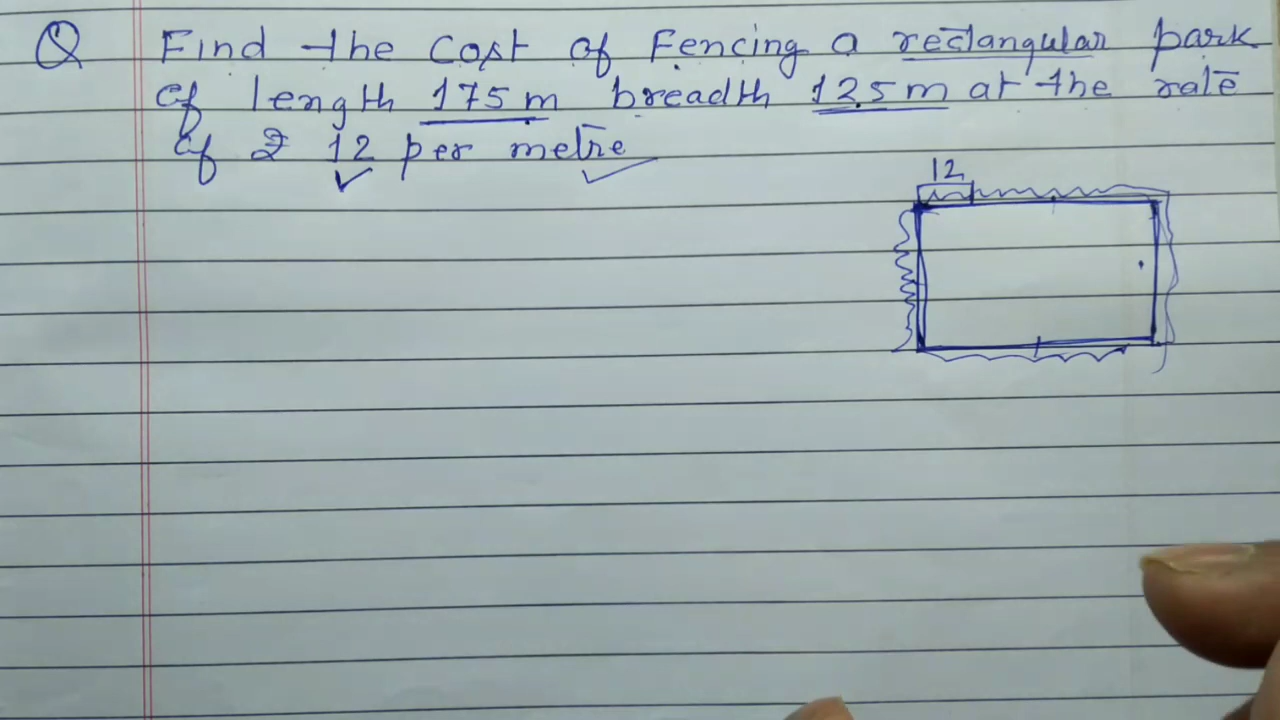 Q Find the Cost of Fencing a rectangular park
of length 175 m breadth 125 m at the rate
of ₹ 12 per metre
12